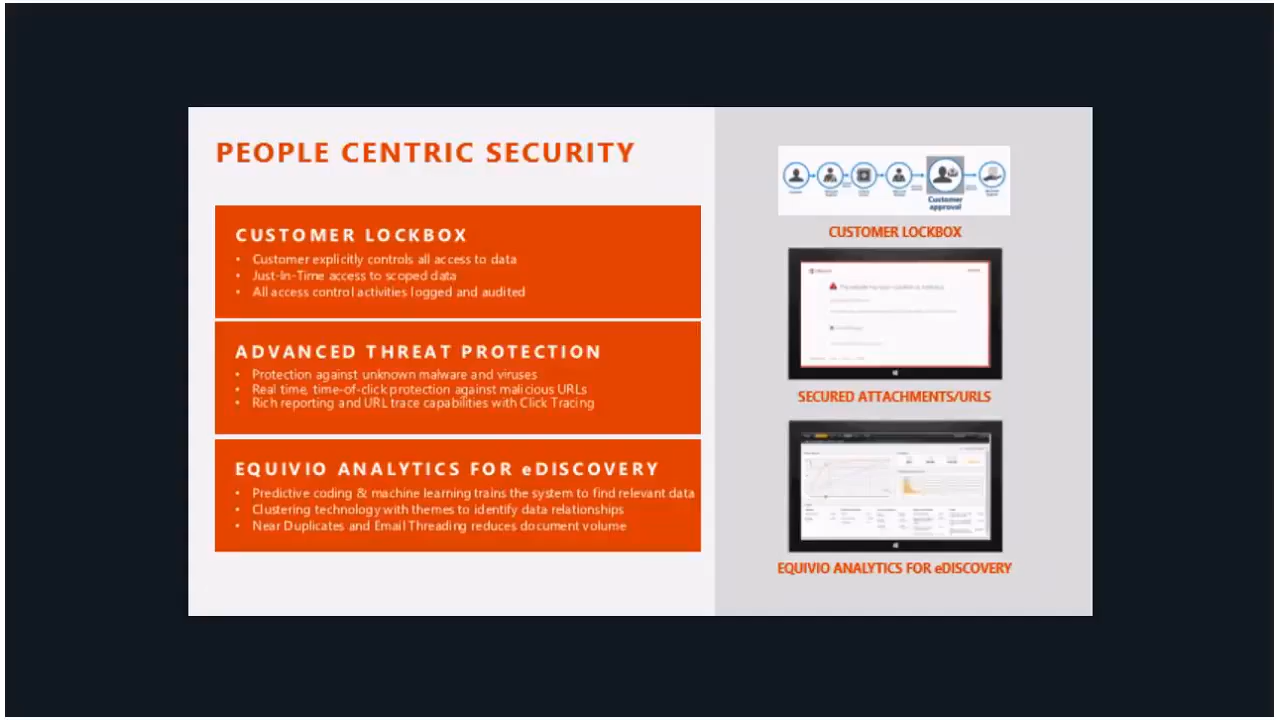 PEOPLE CENTRIC SECURITY
CUSTOMER LOCKBOX
• Customer explicitly controls all access to data
• Just-In-Time access to scoped data
• All access control activities logged and audited
ADVANCED THREAT PROTECTION
• Protection against unknown malware and viruses
• Real time, time-of-click protection against malicious URLs
• Rich reporting and URL trace capabilities with Click Tracing
EQUIVIO ANALYTICS FOR eDISCOVERY
• Predictive coding & machine learning trains the system to find relevant data
• Clustering technology with themes to identify data relationships
• Near Duplicates and Email Threading reduces document volume
Customer
approval
CUSTOMER LOCKBOX
SECURED ATTACHMENTS/URLS
EQUIVIO ANALYTICS FOR eDISCOVERY